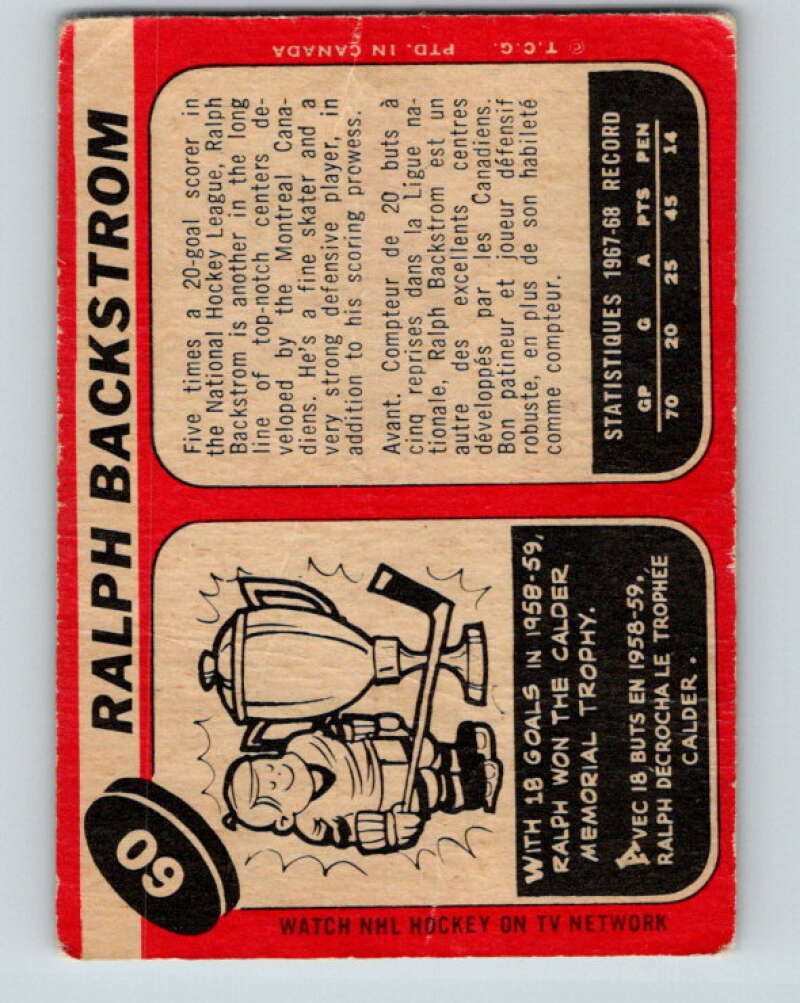 60
RALPH BACKSTROM
WITH 18 GOALS IN 1958-59,
RALPH WON THE CALDER
MEMORIAL TROPHY.
AVEC 18 BUTS EN 1958-59,
RALPH DÉCROCHA LE TROPHÉE
CALDER.
Five times a 20-goal scorer in
the National Hockey League, Ralph
Backstrom is another in the long
line of top-notch centers de-
veloped by the Montreal Cana-
diens. He's a fine skater and a
very strong defensive player, in
addition to his scoring prowess.
Avant. Compteur de 20 buts à
cinq reprises dans la Ligue na-
tionale, Ralph Backstrom est un
autre des excellents centres
développés par les Canadiens.
Bon patineur et joueur défensif
robuste, en plus de son habileté
comme compteur.
STATISTIQUES 1967-68 RECORD
GP G A PTS PEN
70 20 25 45 14
WATCH NHL HOCKEY ON TV NETWORK
© T.C.G. PTD. IN CANADA